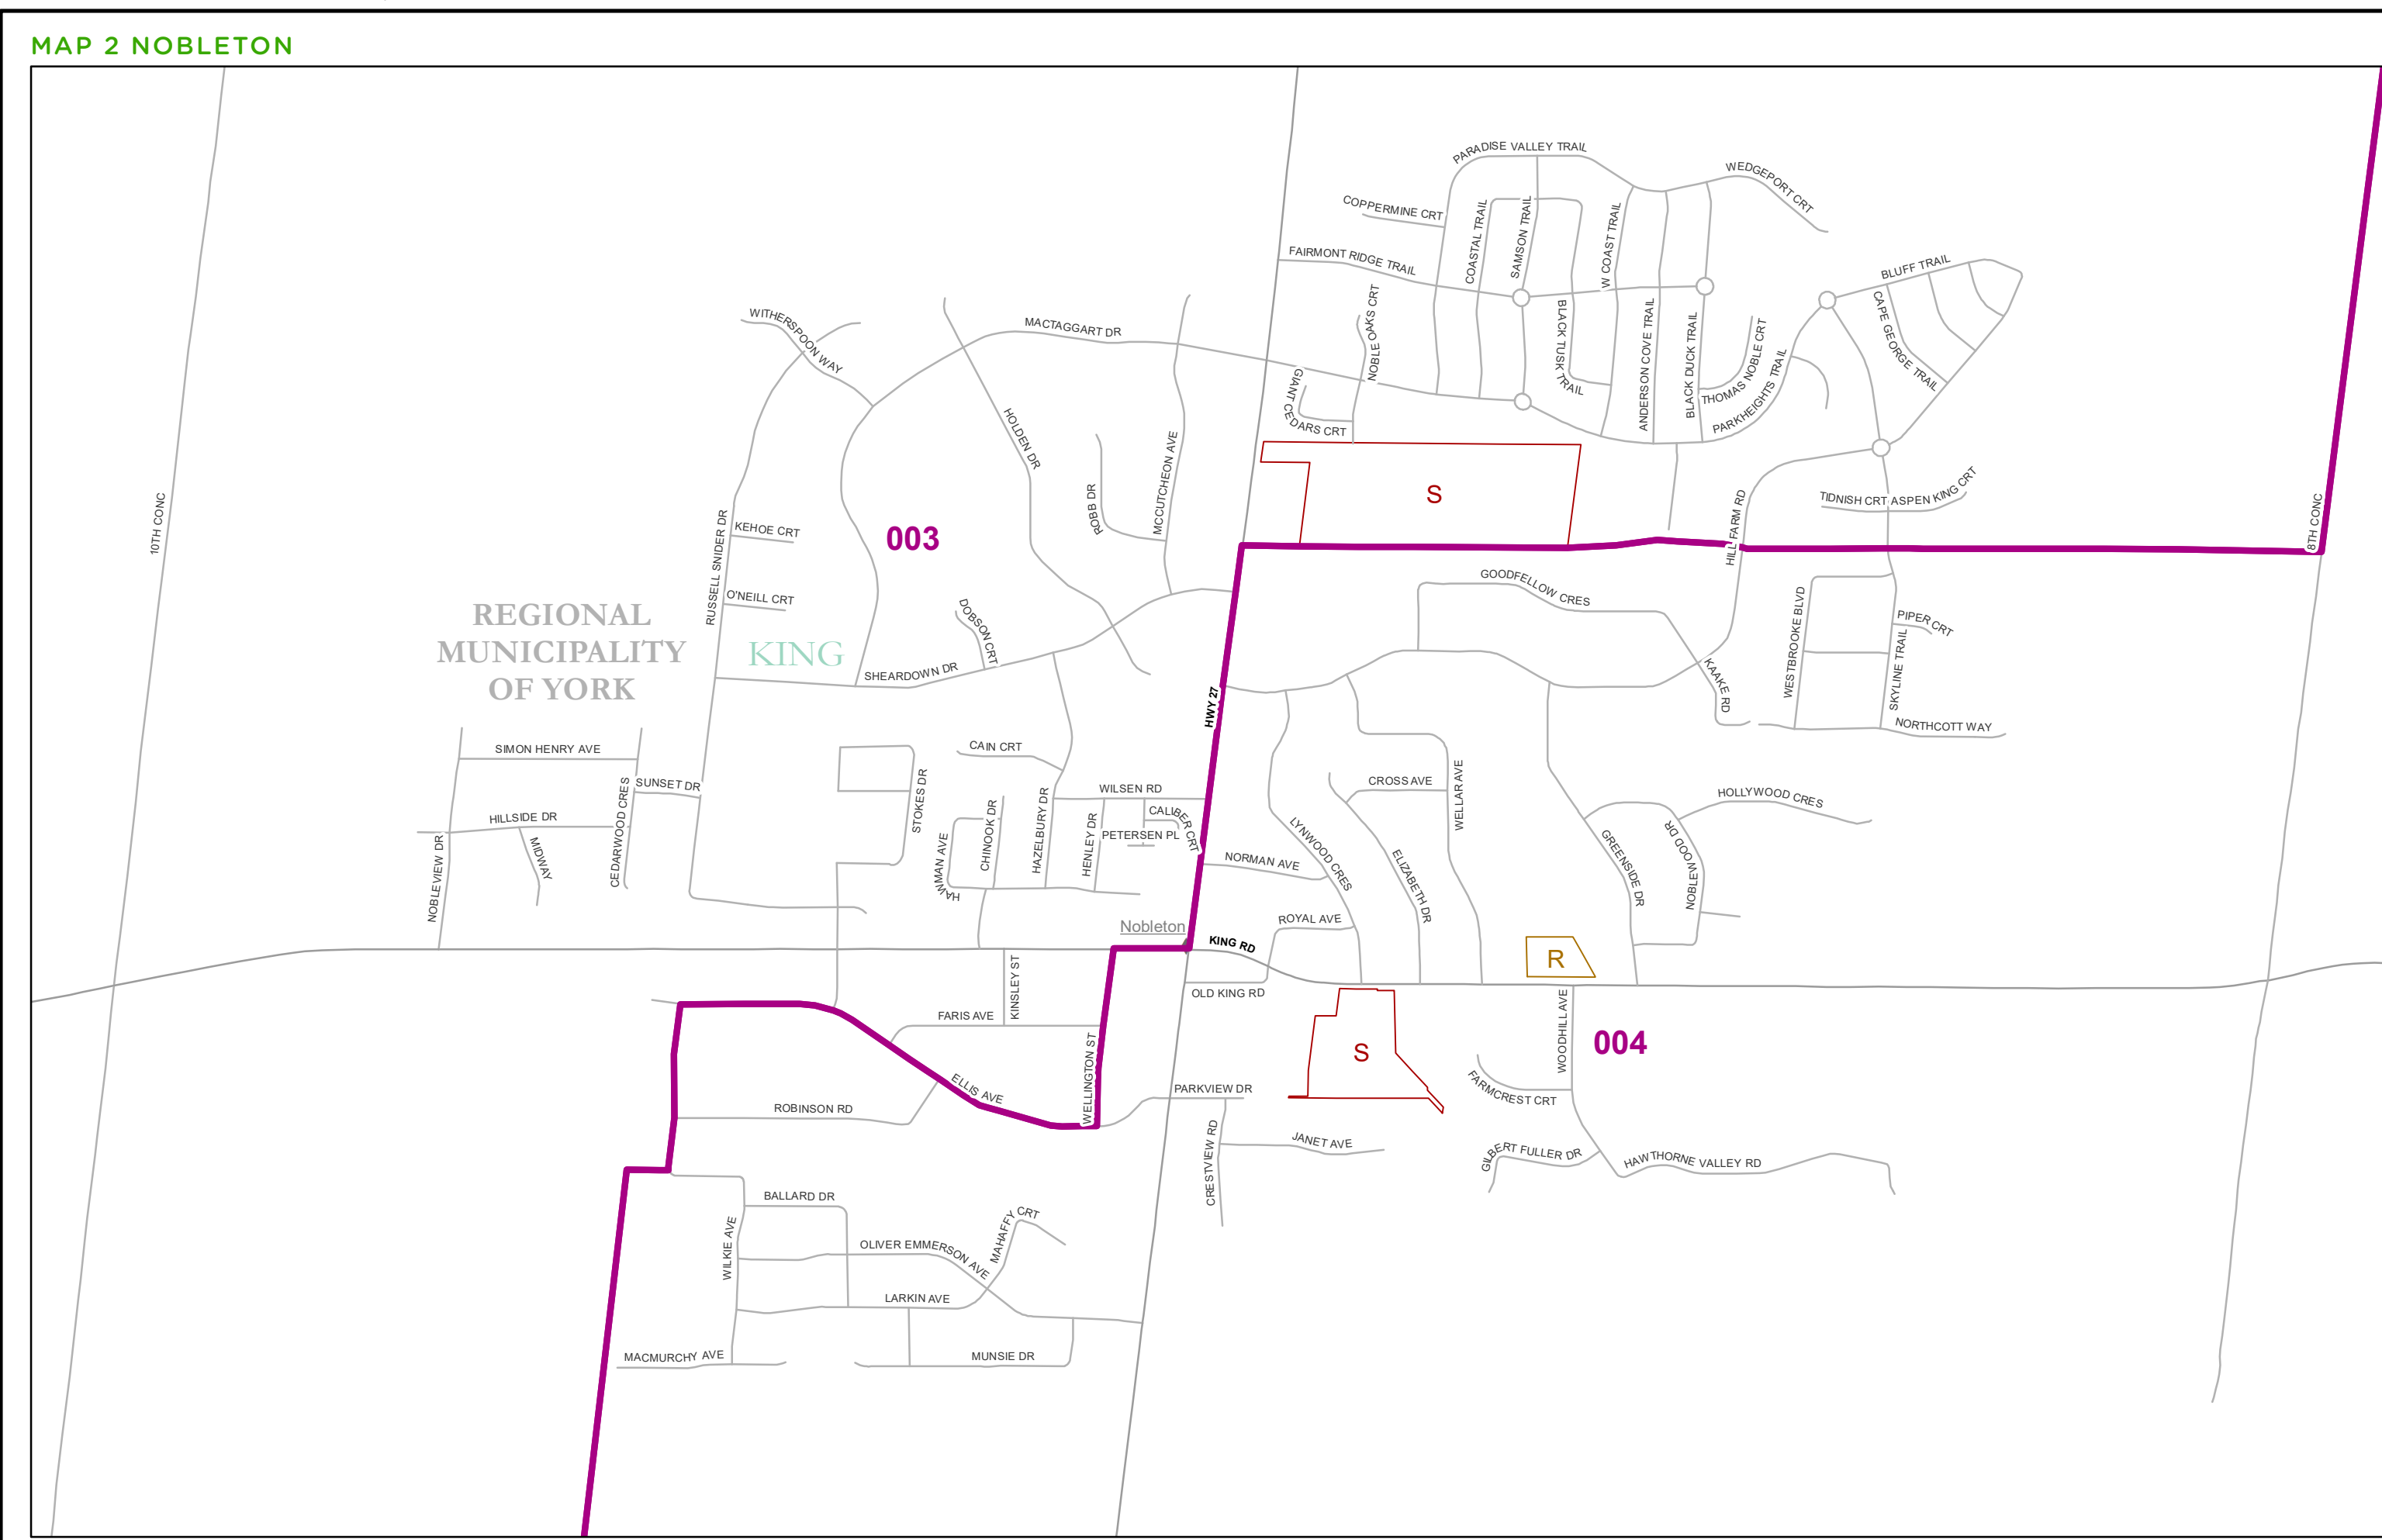 MAP 2 NOBLETON
PARADISE VALLEY TRAIL
WEDGEPORT CRT
COPPERMINE CRT
COASTAL TRAIL
SAMSON TRAIL
W COAST TRAIL
FAIRMONT RIDGE TRAIL
BLUFF TRAIL
WITHERSPOON WAY
MACTAGGART DR
NOBLE OAKS CRT
BLACK TUSK TRAIL
ANDERSON COVE TRAIL
BLACK DUCK TRAIL
THOMAS NOBLE CRT
PARKHEIGHTS TRAIL
CAPE GEORGE TRAIL
GIANT CEDARS CRT
HOLDEN DR
ROBB DR
MCCUTCHEON AVE
10TH CONC
S
HILL FARM RD
TIDNISH CRT
ASPEN KING CRT
8TH CONC
RUSSELL SNIDER DR
KEHOE CRT
003
O'NEILL CRT
DOBSON CRT
GOODFELLOW CRES
WESTBROOKE BLVD
PIPER CRT
REGIONAL
MUNICIPALITY
OF YORK
KING
SHEARDOWN DR
HWY 27
KAAKE RD
SKYLINE TRAIL
NORTHCOTT WAY
SIMON HENRY AVE
CAIN CRT
SUNSET DR
CEDARWOOD CRES
STOKES DR
WILSEN RD
CROSS AVE
WELLAR AVE
HOLLYWOOD CRES
HILLSIDE DR
MIDWAY
NOBLEVIEW DR
HAWMAN AVE
CHINOOK DR
HAZELBURY DR
HENLEY DR
CALIBER CRT
PETERSEN PL
NORMAN AVE
LYNWOOD CRES
ELIZABETH DR
GREENSIDE DR
NOBLEWOOD DR
ROYAL AVE
Nobleton
KING RD
R
KINSLEY ST
OLD KING RD
FARIS AVE
WELLINGTON ST
S
WOODHILL AVE
004
ELLIS AVE
ROBINSON RD
PARKVIEW DR
FARMCREST CRT
CRESTVIEW RD
JANET AVE
GILBERT FULLER DR
HAWTHORNE VALLEY RD
BALLARD DR
WILKIE AVE
OLIVER EMMERSON AVE
MAHAFFY CRT
LARKIN AVE
MACMURCHY AVE
MUNSIE DR